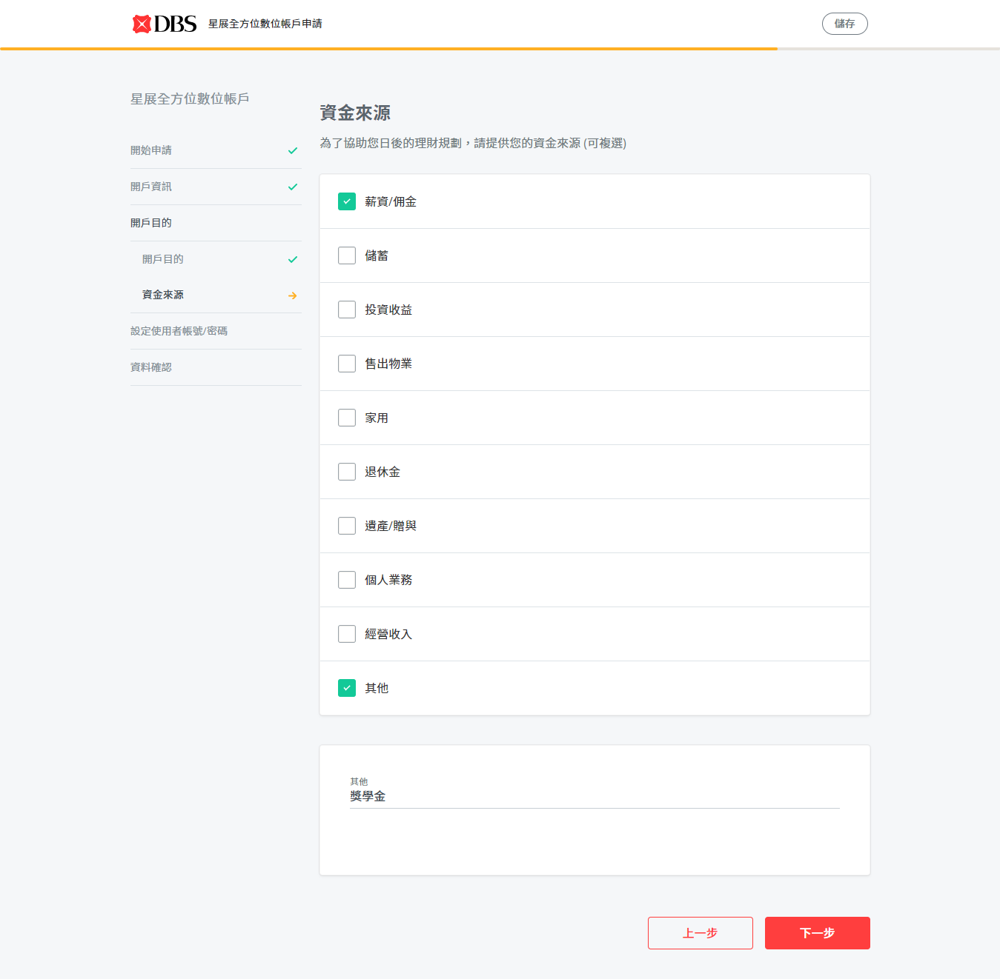 DBS 星展全方位數位帳戶申請
儲存
星展全方位數位帳戶
開始申請
開戶資訊
開戶目的
開戶目的
資金來源
設定使用者帳號/密碼
資料確認
資金來源
為了協助您日後的理財規劃，請提供您的資金來源 (可複選)
薪資/佣金
儲蓄
投資收益
售出物業
家用
退休金
遺產/贈與
個人業務
經營收入
其他
其他
獎學金
上一步
下一步